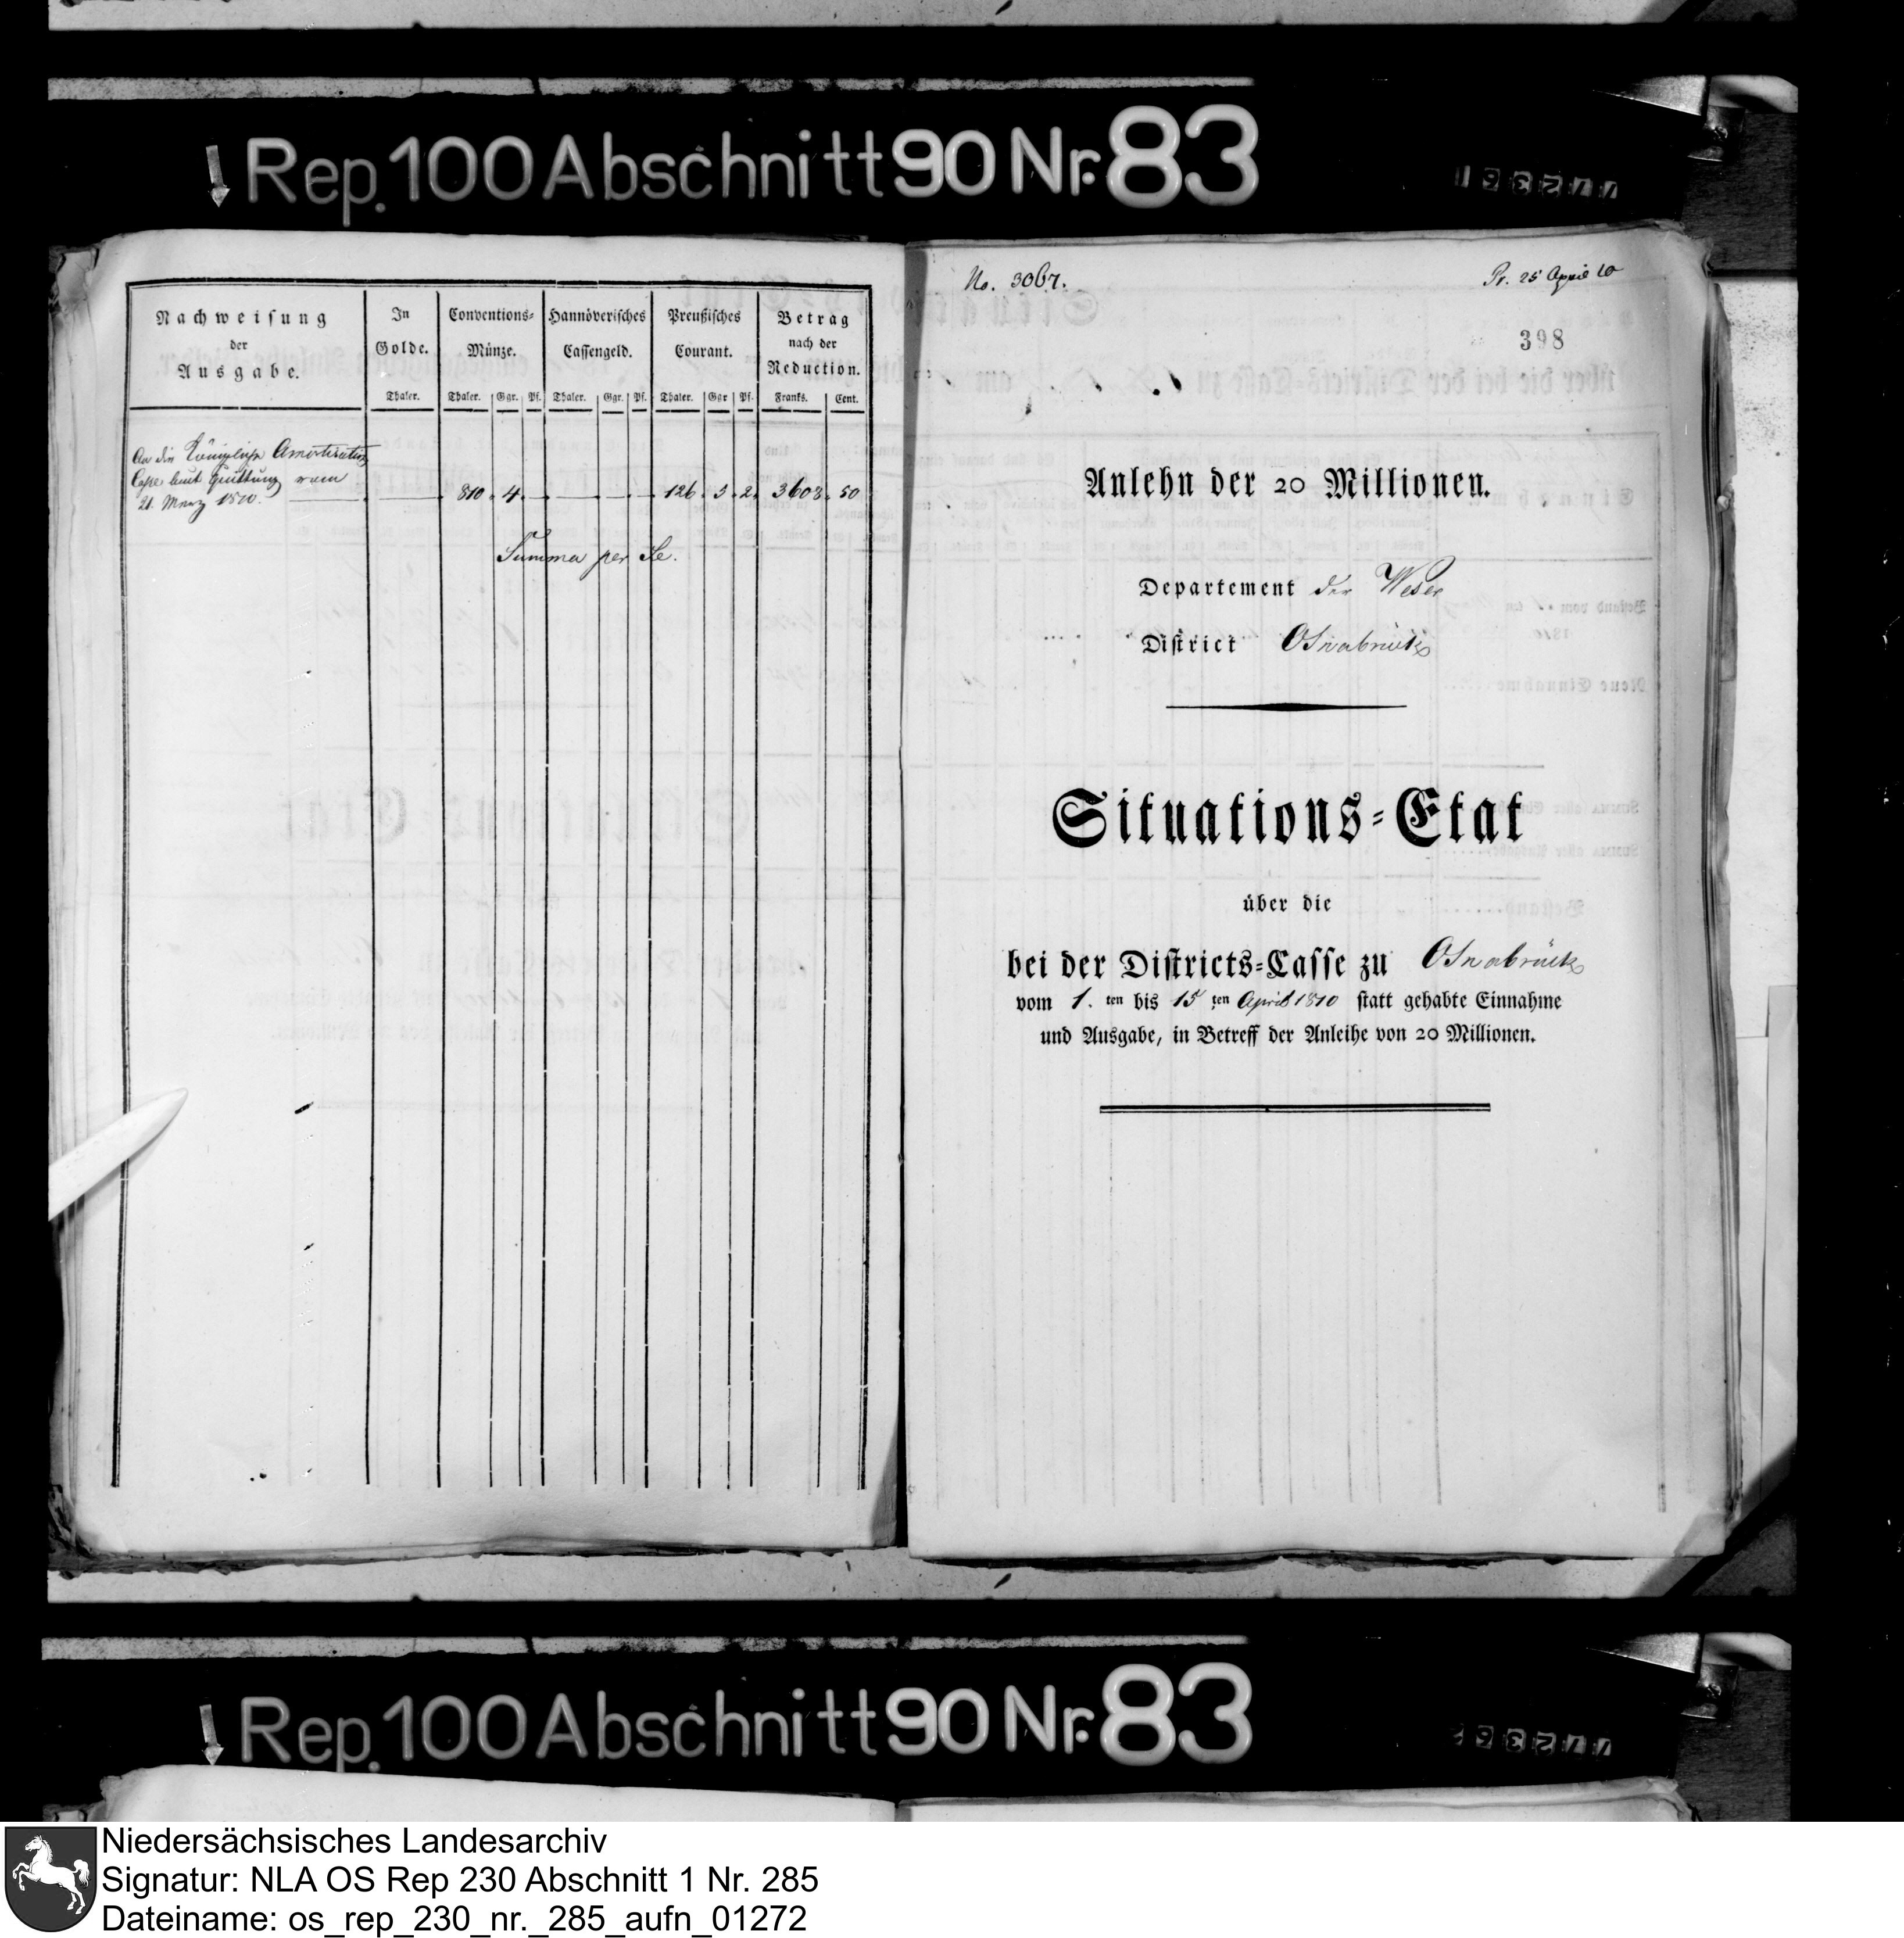 Rep. 100 Abschnitt 90 Nr. 83
Nachweisung
der
Ausgabe.
In
Golde.
Thaler.
Conventions-
Münze.
Thaler. Ggr. Pf.
Hannöverisches
Cassengeld.
Thaler. Ggr. Pf.
Preußisches
Courant.
Thaler. Ggr Pf.
Betrag
nach der
Reduction.
Franks. Cent.
An die Königliche Amortisations
Casse laut Quittung vom
21. Merz 1810. 810. 4. 126. 3. 2. 3603. 50
Summa per Se.
No. 3067.
Pr. 25 April 10
398
Anlehn der 20 Millionen.
Departement der Weser
District Osnabrück
Situations-Etat
über die
bei der Districts-Casse zu Osnabrück
vom 1. ten bis 15 ten April 1810 statt gehabte Einnahme
und Ausgabe, in Betreff der Anleihe von 20 Millionen.
Rep. 100 Abschnitt 90 Nr. 83
Niedersächsisches Landesarchiv
Signatur: NLA OS Rep 230 Abschnitt 1 Nr. 285
Dateiname: os_rep_230_nr._285_aufn_01272